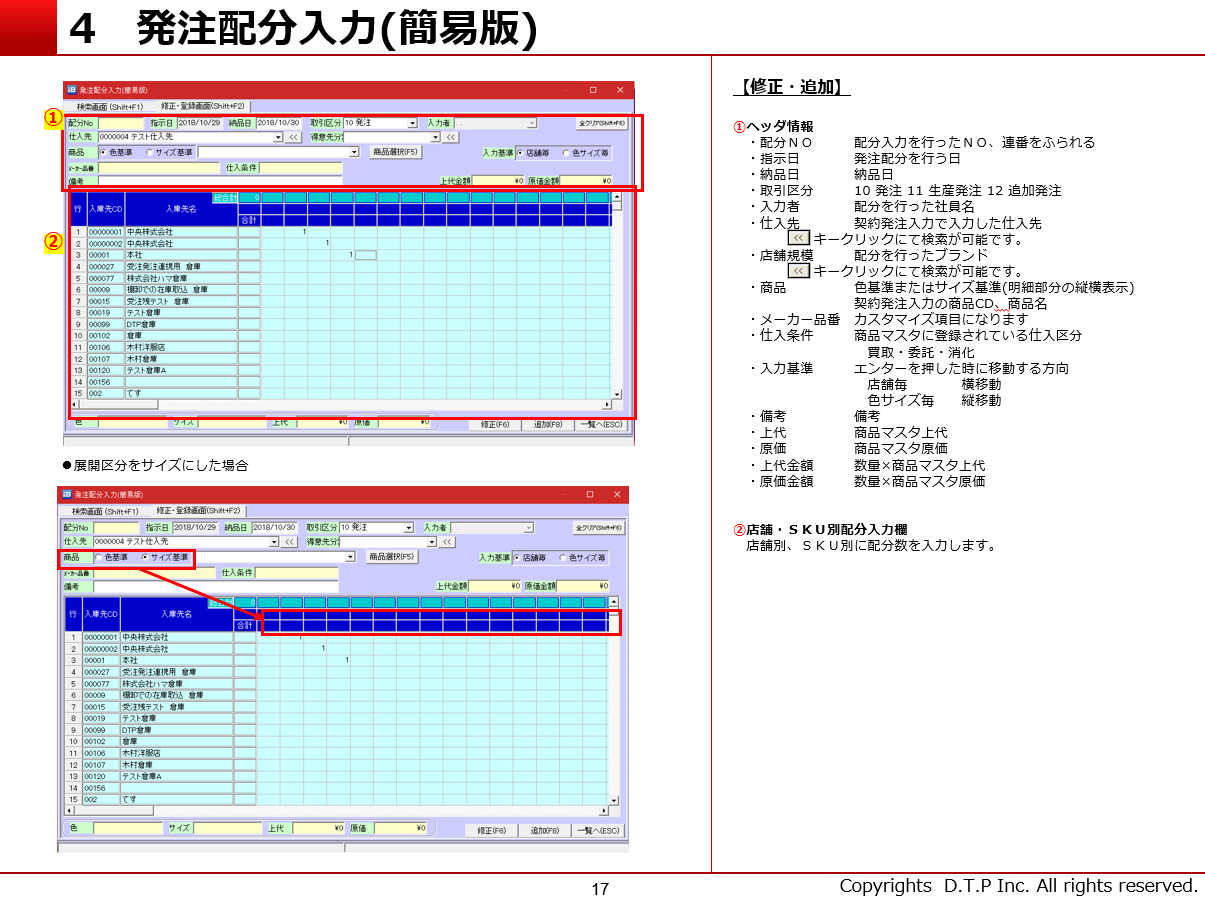 4 発注配分入力(簡易版)
発注配分入力(簡易版)
検索画面(Shift+F1) 修正・登録画面(Shift+F2)
① 配分No 指示日 2018/10/29 納品日 2018/10/30 取引区分 10 発注 入力者 全クリア(Shift+F6)
仕入先 0000004 テスト仕入先 << 得意先分類 <<
商品 色基準 サイズ基準 商品選択(F5) 入力基準 店舗毎 色サイズ毎
メーカー品番 仕入条件
備考 上代金額 ¥0 原価金額 ¥0
総合計 0
行 入庫先CD 入庫先名
合計
②
1 00000001 中央株式会社 1
2 00000002 中央株式会社 1
3 00001 本社 1
4 000027 受注発注連携用 倉庫
5 000077 株式会社ハマ倉庫
6 00009 棚卸での在庫取込 倉庫
7 00015 受注残テスト 倉庫
8 00019 テスト倉庫
9 00099 DTP倉庫
10 00102 倉庫
11 00106 木村洋服店
12 00107 木村倉庫
13 00120 テスト倉庫A
14 00156
15 002 てす
色 サイズ 上代 ¥0 原価 ¥0 修正(F6) 追加(F8) 一覧へ(ESC)
●展開区分をサイズにした場合
発注配分入力(簡易版)
検索画面(Shift+F1) 修正・登録画面(Shift+F2)
配分No 指示日 2018/10/29 納品日 2018/10/30 取引区分 10 発注 入力者 全クリア(Shift+F6)
仕入先 0000004 テスト仕入先 << 得意先分 <<
商品 色基準 サイズ基準 商品選択(F5) 入力基準 店舗毎 色サイズ毎
メーカー品番 仕入条件
備考 上代金額 ¥0 原価金額 ¥0
総合計 0
行 入庫先CD 入庫先名
合計
1 00000001 中央株式会社 1
2 00000002 中央株式会社 1
3 00001 本社 1
4 000027 受注発注連携用 倉庫
5 000077 株式会社ハマ倉庫
6 00009 棚卸での在庫取込 倉庫
7 00015 受注残テスト 倉庫
8 00019 テスト倉庫
9 00099 DTP倉庫
10 00102 倉庫
11 00106 木村洋服店
12 00107 木村倉庫
13 00120 テスト倉庫A
14 00156
15 002 てす
色 サイズ 上代 ¥0 原価 ¥0 修正(F6) 追加(F8) 一覧へ(ESC)
【修正・追加】
①ヘッダ情報
・配分NO 配分入力を行ったNO、連番をふられる
・指示日 発注配分を行う日
・納品日 納品日
・取引区分 10 発注 11 生産発注 12 追加発注
・入力者 配分を行った社員名
・仕入先 契約発注入力で入力した仕入先
<< キークリックにて検索が可能です。
・店舗規模 配分を行ったブランド
<< キークリックにて検索が可能です。
・商品 色基準またはサイズ基準(明細部分の縦横表示)
契約発注入力の商品CD、商品名
・メーカー品番 カスタマイズ項目になります
・仕入条件 商品マスタに登録されている仕入区分
買取・委託・消化
・入力基準 エンターを押した時に移動する方向
店舗毎 横移動
色サイズ毎 縦移動
・備考 備考
・上代 商品マスタ上代
・原価 商品マスタ原価
・上代金額 数量×商品マスタ上代
・原価金額 数量×商品マスタ原価
②店舗・SKU別配分入力欄
店舗別、SKU別に配分数を入力します。
17
Copyrights D.T.P Inc. All rights reserved.